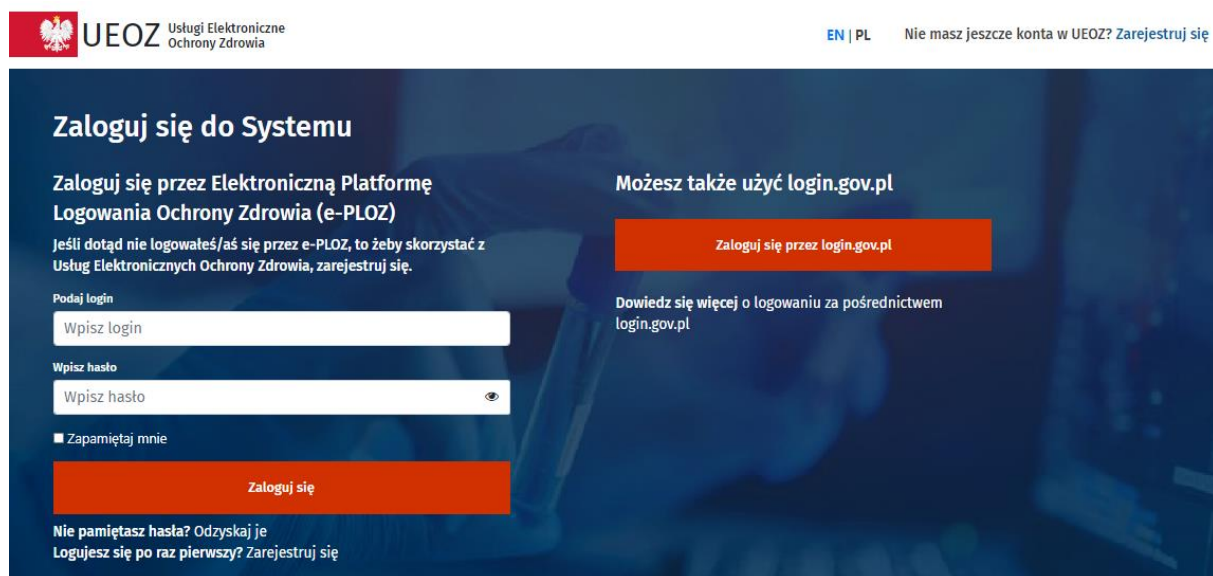 UEOZ Usługi Elektroniczne
Ochrony Zdrowia
EN | PL Nie masz jeszcze konta w UEOZ? Zarejestruj się
Zaloguj się do Systemu
Zaloguj się przez Elektroniczną Platformę
Logowania Ochrony Zdrowia (e-PLOZ)
Jeśli dotąd nie logowałeś/aś się przez e-PLOZ, to żeby skorzystać z
Usług Elektronicznych Ochrony Zdrowia, zarejestruj się.
Podaj login
Wpisz login
Wpisz hasło
Wpisz hasło
Zapamiętaj mnie
Zaloguj się
Nie pamiętasz hasła? Odzyskaj je
Logujesz się po raz pierwszy? Zarejestruj się
Możesz także użyć login.gov.pl
Zaloguj się przez login.gov.pl
Dowiedz się więcej o logowaniu za pośrednictwem
login.gov.pl